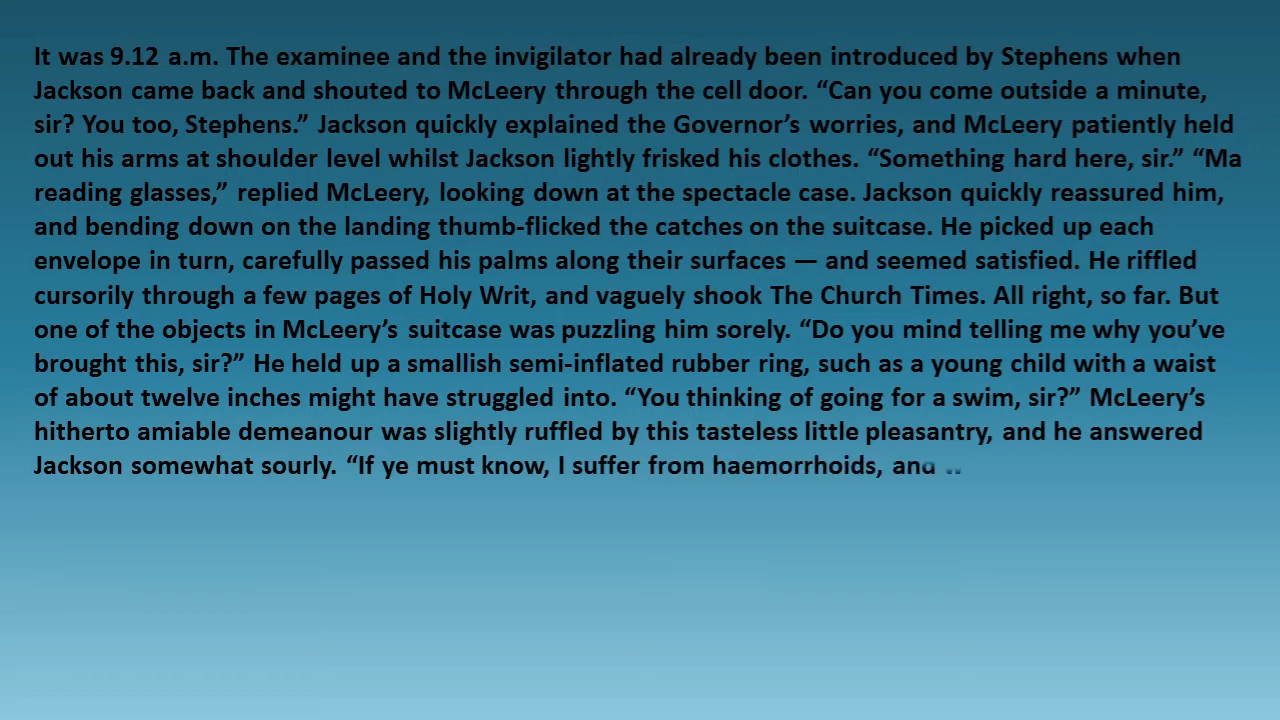 It was 9.12 a.m. The examinee and the invigilator had already been introduced by Stephens when
Jackson came back and shouted to McLeery through the cell door. “Can you come outside a minute,
sir? You too, Stephens.” Jackson quickly explained the Governor’s worries, and McLeery patiently held
out his arms at shoulder level whilst Jackson lightly frisked his clothes. “Something hard here, sir.” “Ma
reading glasses,” replied McLeery, looking down at the spectacle case. Jackson quickly reassured him,
and bending down on the landing thumb-flicked the catches on the suitcase. He picked up each
envelope in turn, carefully passed his palms along their surfaces — and seemed satisfied. He riffled
cursorily through a few pages of Holy Writ, and vaguely shook The Church Times. All right, so far. But
one of the objects in McLeery’s suitcase was puzzling him sorely. “Do you mind telling me why you’ve
brought this, sir?” He held up a smallish semi-inflated rubber ring, such as a young child with a waist
of about twelve inches might have struggled into. “You thinking of going for a swim, sir?” McLeery’s
hitherto amiable demeanour was slightly ruffled by this tasteless little pleasantry, and he answered
Jackson somewhat sourly. “If ye must know, I suffer from haemorrhoids, and ..